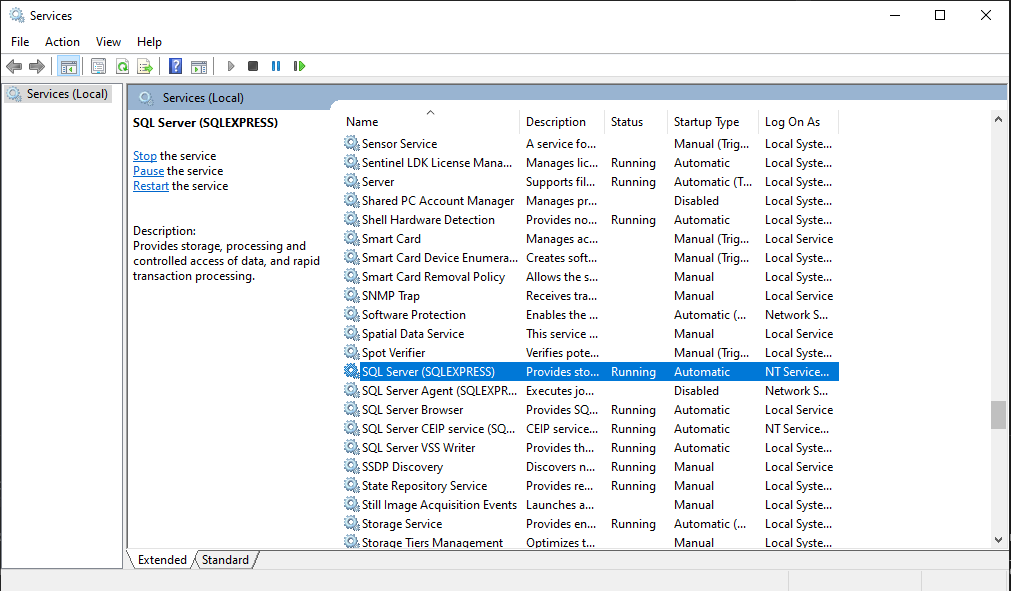 Services
File Action View Help
Services (Local)
Services (Local)
SQL Server (SQLEXPRESS)
Stop the service
Pause the service
Restart the service
Description:
Provides storage, processing and
controlled access of data, and rapid
transaction processing.
Name Description Status Startup Type Log On As
Sensor Service A service fo... Manual (Trig... Local Syste...
Sentinel LDK License Mana... Manages lic... Running Automatic Local Syste...
Server Supports fil... Running Automatic (T... Local Syste...
Shared PC Account Manager Manages pr... Disabled Local Syste...
Shell Hardware Detection Provides no... Running Automatic Local Syste...
Smart Card Manages ac... Manual (Trig... Local Service
Smart Card Device Enumera... Creates soft... Manual (Trig... Local Syste...
Smart Card Removal Policy Allows the s... Manual Local Syste...
SNMP Trap Receives tra... Manual Local Service
Software Protection Enables the ... Automatic (... Network S...
Spatial Data Service This service ... Manual Local Service
Spot Verifier Verifies pote... Manual (Trig... Local Syste...
SQL Server (SQLEXPRESS) Provides sto... Running Automatic NT Service...
SQL Server Agent (SQLEXPR... Executes jo... Disabled Network S...
SQL Server Browser Provides SQ... Running Automatic Local Service
SQL Server CEIP service (SQ... CEIP service... Running Automatic NT Service...
SQL Server VSS Writer Provides th... Running Automatic Local Syste...
SSDP Discovery Discovers n... Running Manual Local Service
State Repository Service Provides re... Running Manual Local Syste...
Still Image Acquisition Events Launches a... Manual Local Syste...
Storage Service Provides en... Running Automatic (... Local Syste...
Storage Tiers Management Optimizes t... Manual Local Syste...
Extended Standard